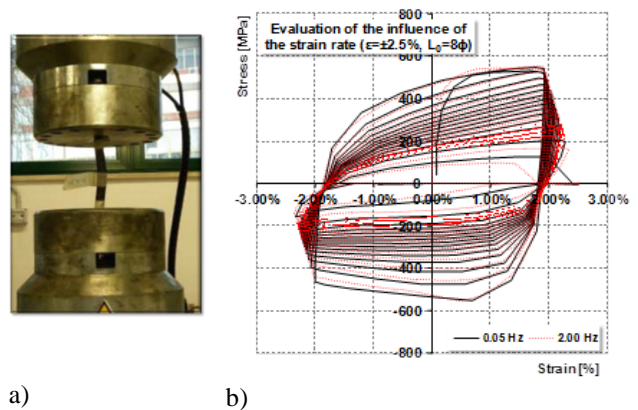 Evaluation of the influence of
the strain rate (ε=±2.5%, L₀=8ϕ)
Stress [MPa]
800
600
400
200
0
-200
-400
-600
-800
-3.00% -2.00% -1.00% 0.00% 1.00% 2.00% 3.00%
0.05 Hz 2.00 Hz
Strain [%]
a) b)